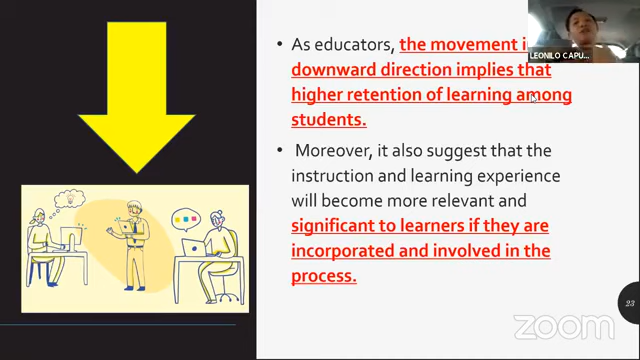 • As educators, the movement i
downward direction implies that
higher retention of learning among
students.
• Moreover, it also suggest that the
instruction and learning experience
will become more relevant and
significant to learners if they are
incorporated and involved in the
process.
LEONILO CAPU...
23
zoom